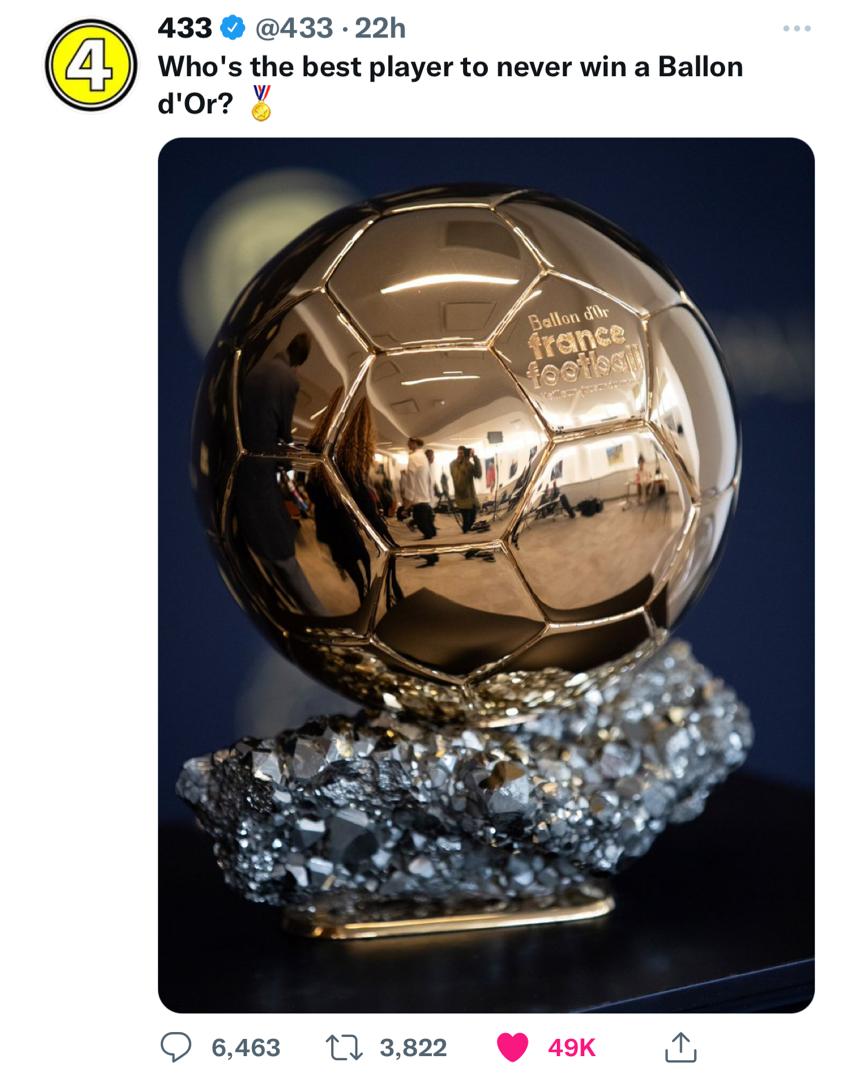 4
433 @433 · 22h
Who's the best player to never win a Ballon
d'Or? 🏅
Ballon d'Or
france
football
6,463 3,822 49K